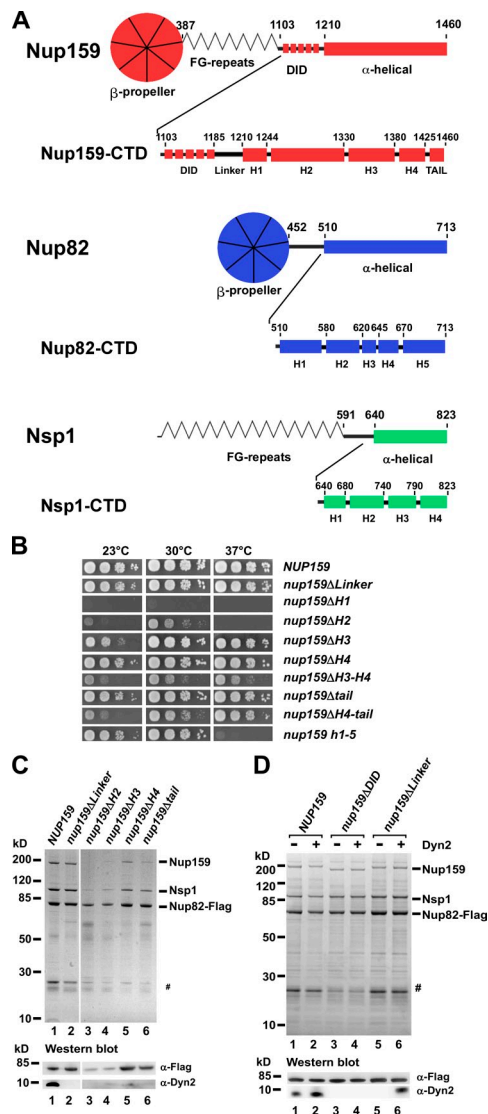 A
Nup159
387
1103
1210
1460
FG-repeats
DID
α-helical
β-propeller
Nup159-CTD
1103
1185
1210
1244
1330
1380
1425
1460
DID
Linker
H1
H2
H3
H4
TAIL
Nup82
452
510
713
α-helical
β-propeller
Nup82-CTD
510
580
620
645
670
713
H1
H2
H3
H4
H5
Nsp1
591
640
823
FG-repeats
α-helical
Nsp1-CTD
640
680
740
790
823
H1
H2
H3
H4
B
23°C 30°C 37°C
NUP159
nup159ΔLinker
nup159ΔH1
nup159ΔH2
nup159ΔH3
nup159ΔH4
nup159ΔH3-H4
nup159Δtail
nup159ΔH4-tail
nup159 h1-5
C
NUP159
nup159ΔLinker
nup159ΔH2
nup159ΔH3
nup159ΔH4
nup159Δtail
kD
200
120
85
50
30
10
Nup159
Nsp1
Nup82-Flag
#
1 2 3 4 5 6
kD
Western blot
85
α-Flag
10
α-Dyn2
1 2 3 4 5 6
D
NUP159
nup159ΔDID
nup159ΔLinker
- + - + - + Dyn2
kD
200
120
85
50
30
10
Nup159
Nsp1
Nup82-Flag
#
1 2 3 4 5 6
kD
Western blot
85
α-Flag
10
α-Dyn2
1 2 3 4 5 6